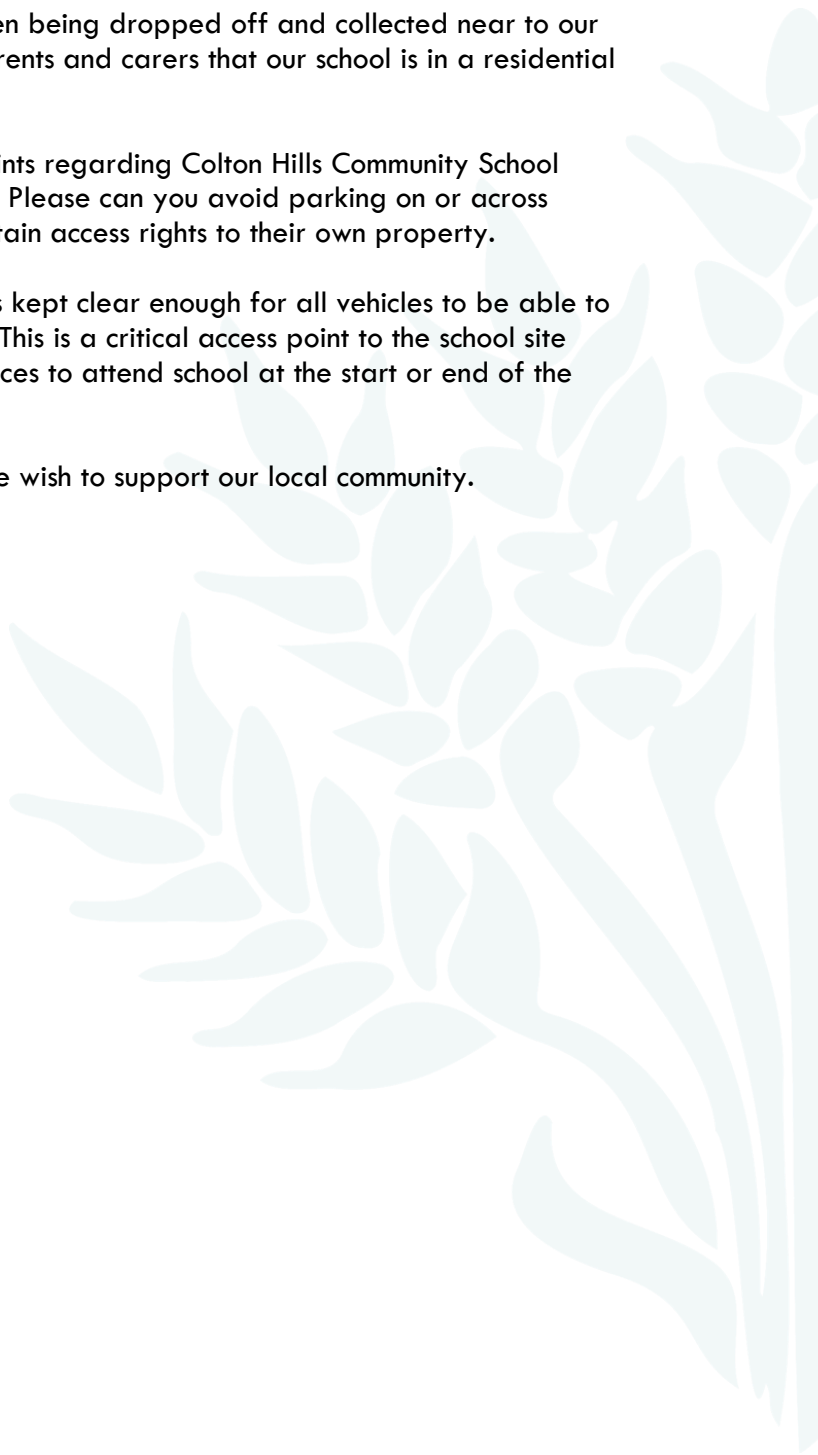 en being dropped off and collected near to our
rents and carers that our school is in a residential
ints regarding Colton Hills Community School
Please can you avoid parking on or across
tain access rights to their own property.
s kept clear enough for all vehicles to be able to
This is a critical access point to the school site
ces to attend school at the start or end of the
e wish to support our local community.